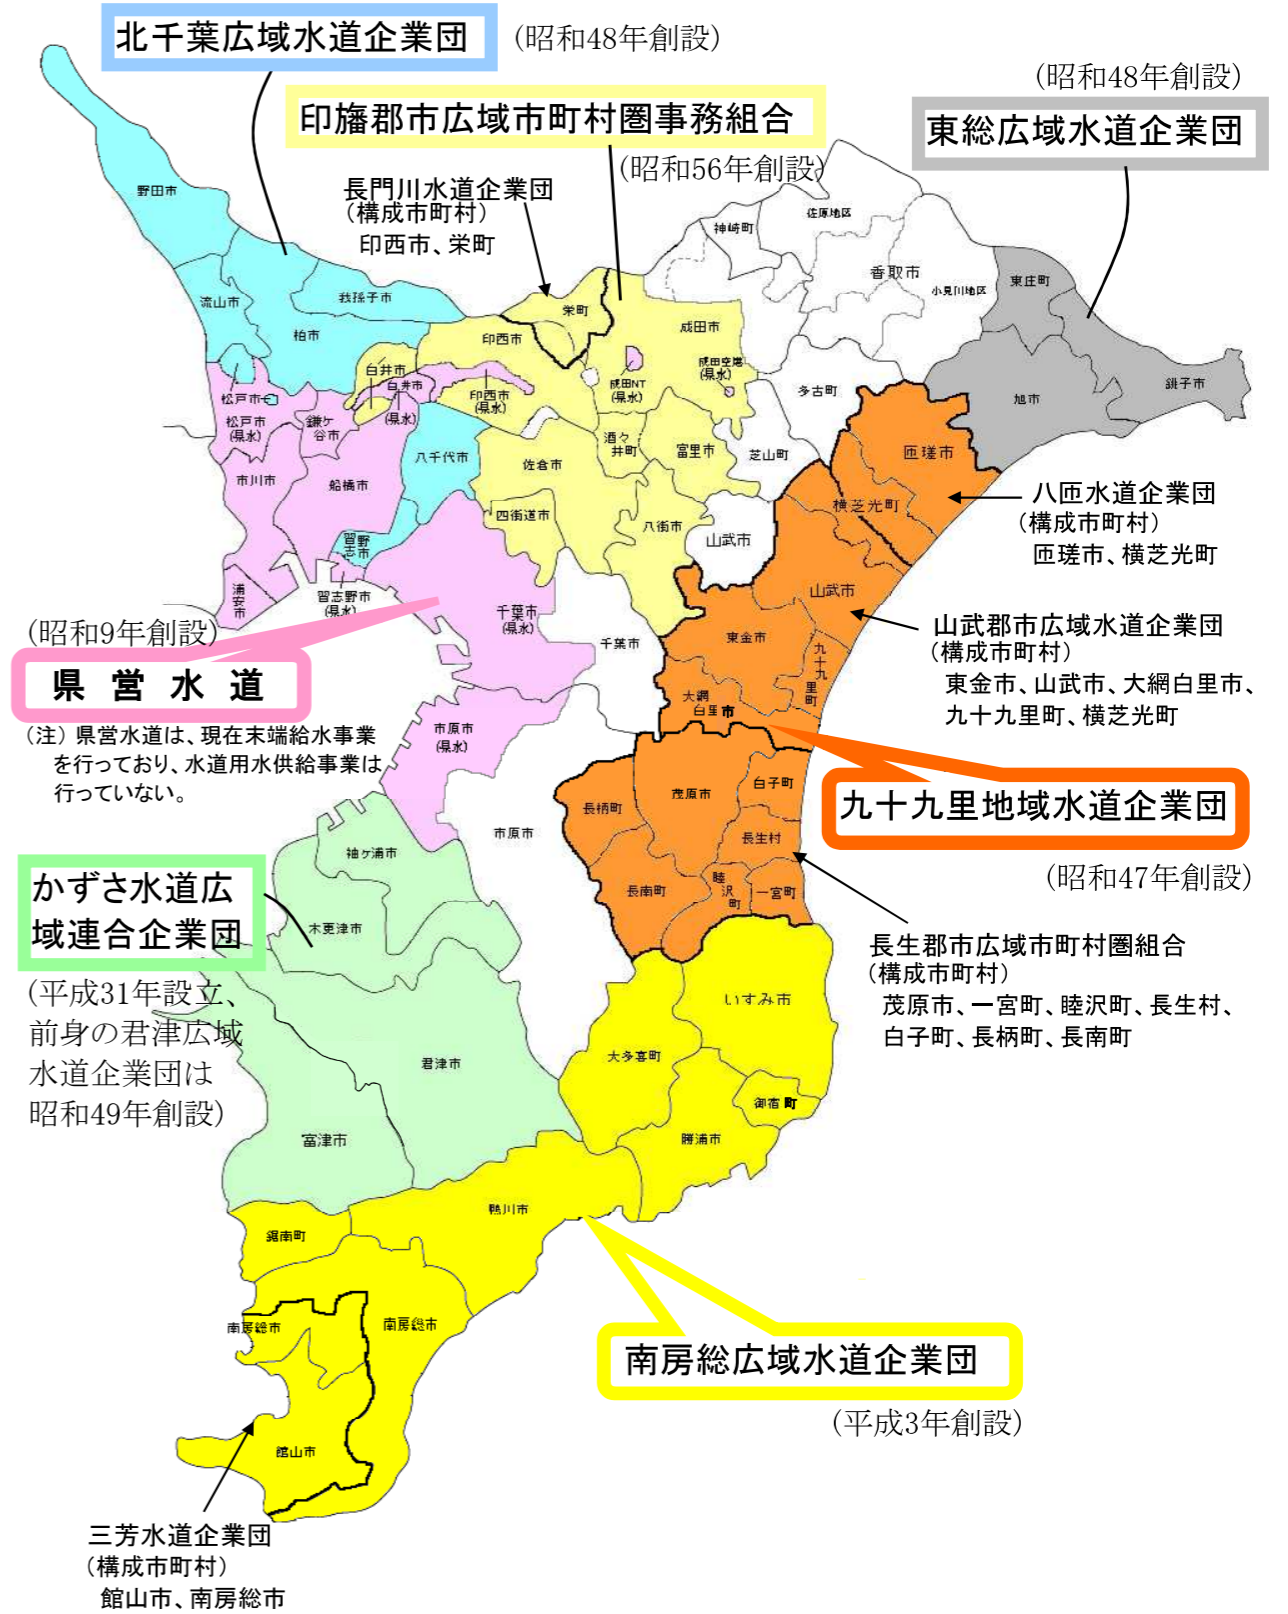 北千葉広域水道企業団
(昭和48年創設)
(昭和48年創設)
印旛郡市広域市町村圏事務組合
東総広域水道企業団
(昭和56年創設)
長門川水道企業団
(構成市町村)
印西市、栄町
野田市
流山市
柏市
我孫子市
神崎町
佐原地区
香取市
小見川地区
東庄町
旭市
銚子市
栄町
成田市
印西市
白井市
白井市
(県水)
印西市
(県水)
成田NT
(県水)
成田空港
(県水)
多古町
松戸市
松戸市
(県水)
鎌ケ
谷市
市川市
船橋市
八千代市
佐倉市
酒々
井町
富里市
芝山町
匝瑳市
横芝光町
四街道市
八街市
山武市
山武市
習野
志市
習志野市
(県水)
浦安市
千葉市
(県水)
千葉市
東金市
九十九
里町
大網
白里市
八匝水道企業団
(構成市町村)
匝瑳市、横芝光町
山武郡市広域水道企業団
(構成市町村)
東金市、山武市、大網白里市、
九十九里町、横芝光町
(昭和9年創設)
県営水道
(注) 県営水道は、現在末端給水事業
を行っており、水道用水供給事業は
行っていない。
市原市
(県水)
市原市
長柄町
茂原市
白子町
長生村
長南町
睦沢町
一宮町
九十九里地域水道企業団
(昭和47年創設)
長生郡市広域市町村圏組合
(構成市町村)
茂原市、一宮町、睦沢町、長生村、
白子町、長柄町、長南町
かずさ水道広
域連合企業団
(平成31年設立、
前身の君津広域
水道企業団は
昭和49年創設)
袖ケ浦市
木更津市
君津市
富津市
いすみ市
大多喜町
御宿町
勝浦市
鴨川市
鋸南町
南房総市
南房総市
館山市
南房総広域水道企業団
(平成3年創設)
三芳水道企業団
(構成市町村)
館山市、南房総市